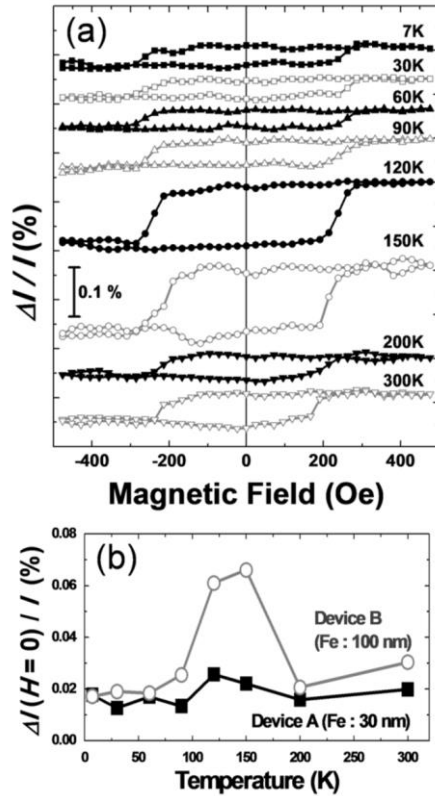 (a)
7K
30K
60K
90K
120K
150K
200K
300K
0.1 %
ΔI/I (%)
-400 -200 0 200 400
Magnetic Field (Oe)
(b)
0.08
0.06
0.04
0.02
0.00
ΔI (H = 0) / I (%)
Device B
(Fe : 100 nm)
Device A (Fe : 30 nm)
0 50 100 150 200 250 300
Temperature (K)